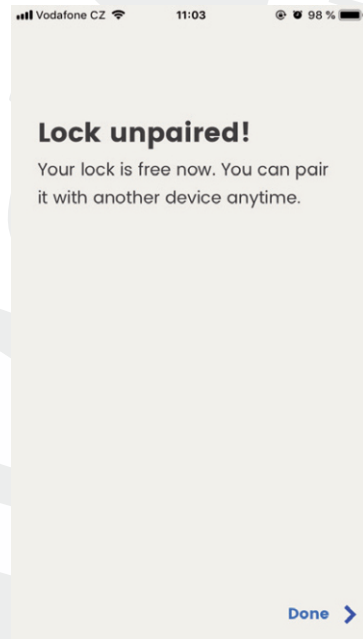 Vodafone CZ 11:03 98 %
Lock unpaired!
Your lock is free now. You can pair
it with another device anytime.
Done